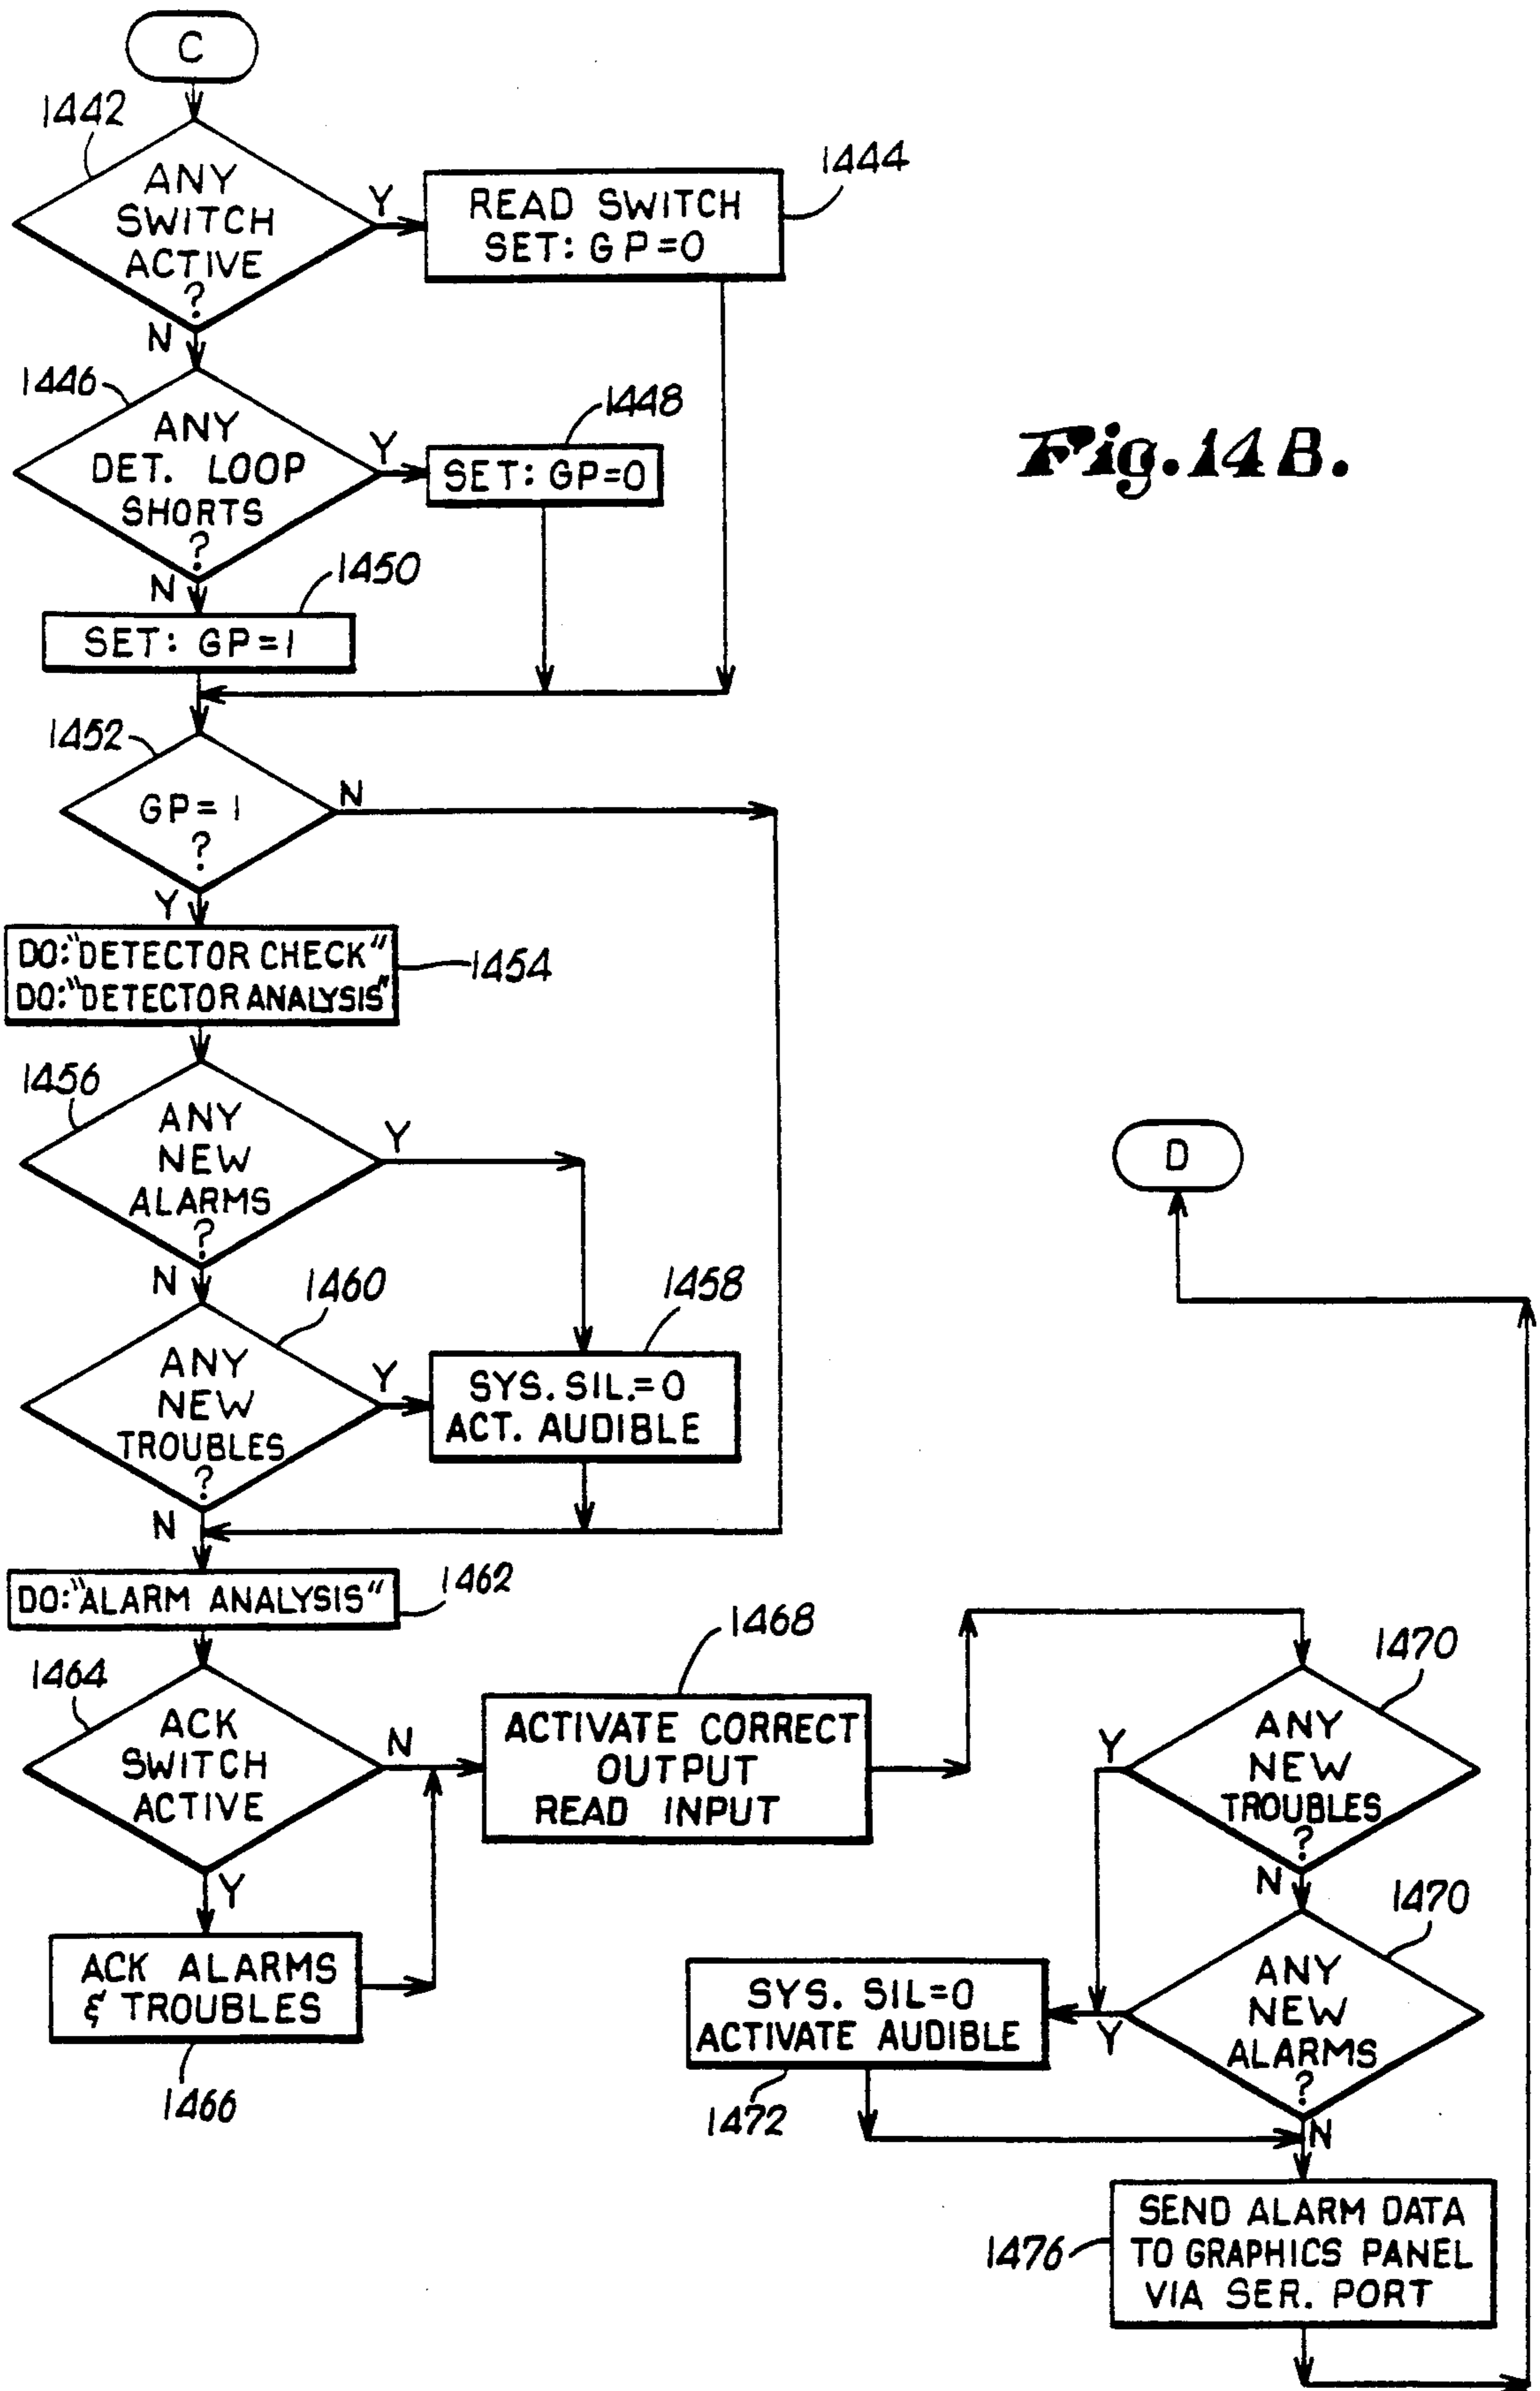 C
1442
ANY
SWITCH
ACTIVE
?
Y
N
READ SWITCH
SET: GP=0
1444
1446
ANY
DET. LOOP
SHORTS
?
Y
N
1448
SET: GP=0
Fig. 14B.
1450
SET: GP=1
1452
GP=1
?
N
Y
DO:"DETECTOR CHECK"
DO:"DETECTOR ANALYSIS"
1454
1456
ANY
NEW
ALARMS
?
Y
N
1460
ANY
NEW
TROUBLES
?
Y
N
1458
SYS. SIL.=0
ACT. AUDIBLE
D
DO:"ALARM ANALYSIS"
1462
1464
ACK
SWITCH
ACTIVE
N
Y
ACK ALARMS
& TROUBLES
1466
1468
ACTIVATE CORRECT
OUTPUT
READ INPUT
1470
ANY
NEW
TROUBLES
?
Y
N
1470
ANY
NEW
ALARMS
?
Y
N
SYS. SIL=0
ACTIVATE AUDIBLE
1472
1476
SEND ALARM DATA
TO GRAPHICS PANEL
VIA SER. PORT